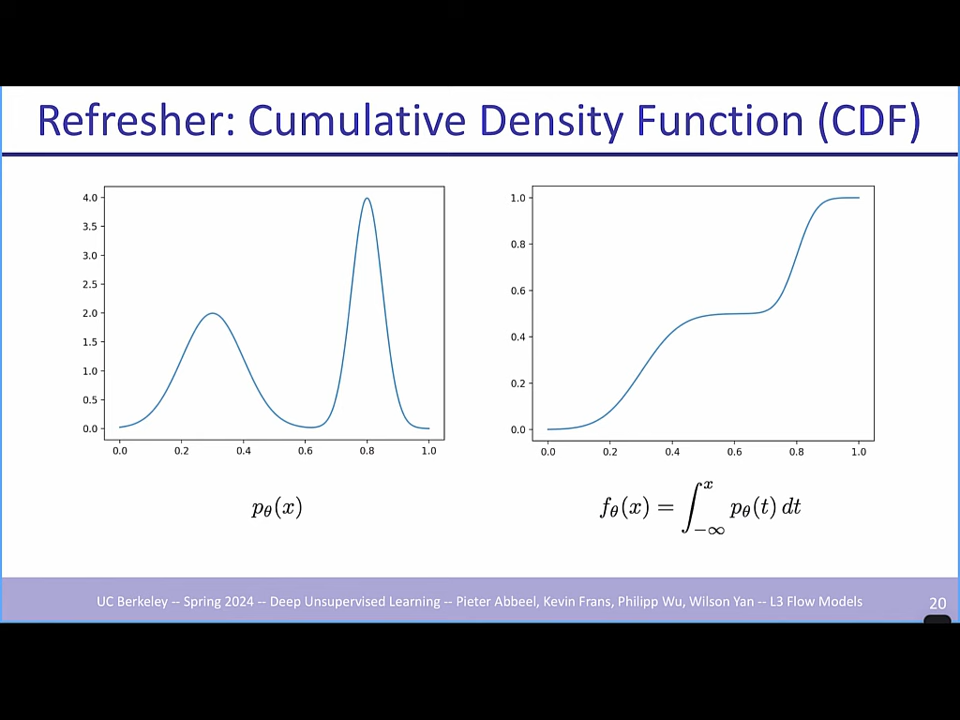 Refresher: Cumulative Density Function (CDF)
4.0
3.5
3.0
2.5
2.0
1.5
1.0
0.5
0.0
0.0 0.2 0.4 0.6 0.8 1.0
1.0
0.8
0.6
0.4
0.2
0.0
0.0 0.2 0.4 0.6 0.8 1.0
pθ(x)
fθ(x) = ∫_{-∞}^{x} pθ(t) dt
UC Berkeley -- Spring 2024 -- Deep Unsupervised Learning -- Pieter Abbeel, Kevin Frans, Philipp Wu, Wilson Yan -- L3 Flow Models
20